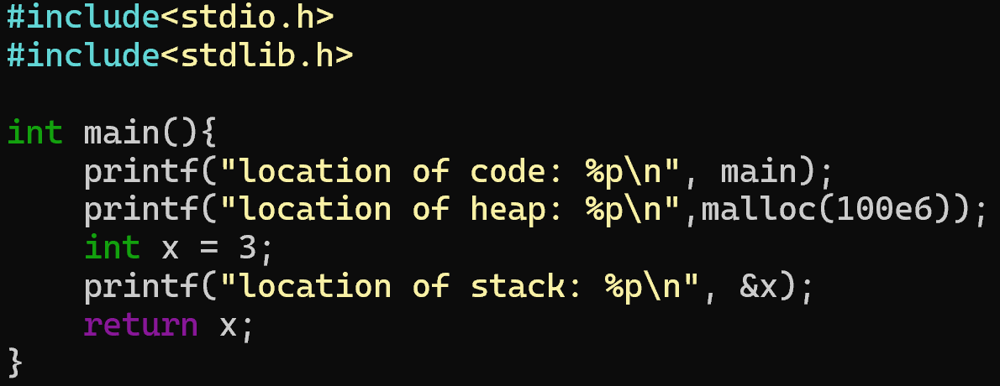 #include<stdio.h>
#include<stdlib.h>

int main(){
    printf("location of code: %p\n", main);
    printf("location of heap: %p\n",malloc(100e6));
    int x = 3;
    printf("location of stack: %p\n", &x);
    return x;
}